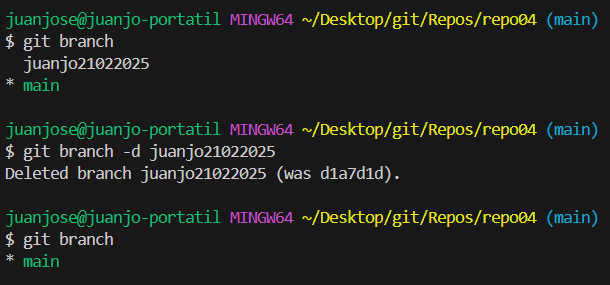 juanjose@juanjo-portatil MINGW64 ~/Desktop/git/Repos/repo04 (main)
$ git branch
  juanjo21022025
* main

juanjose@juanjo-portatil MINGW64 ~/Desktop/git/Repos/repo04 (main)
$ git branch -d juanjo21022025
Deleted branch juanjo21022025 (was d1a7d1d).

juanjose@juanjo-portatil MINGW64 ~/Desktop/git/Repos/repo04 (main)
$ git branch
* main